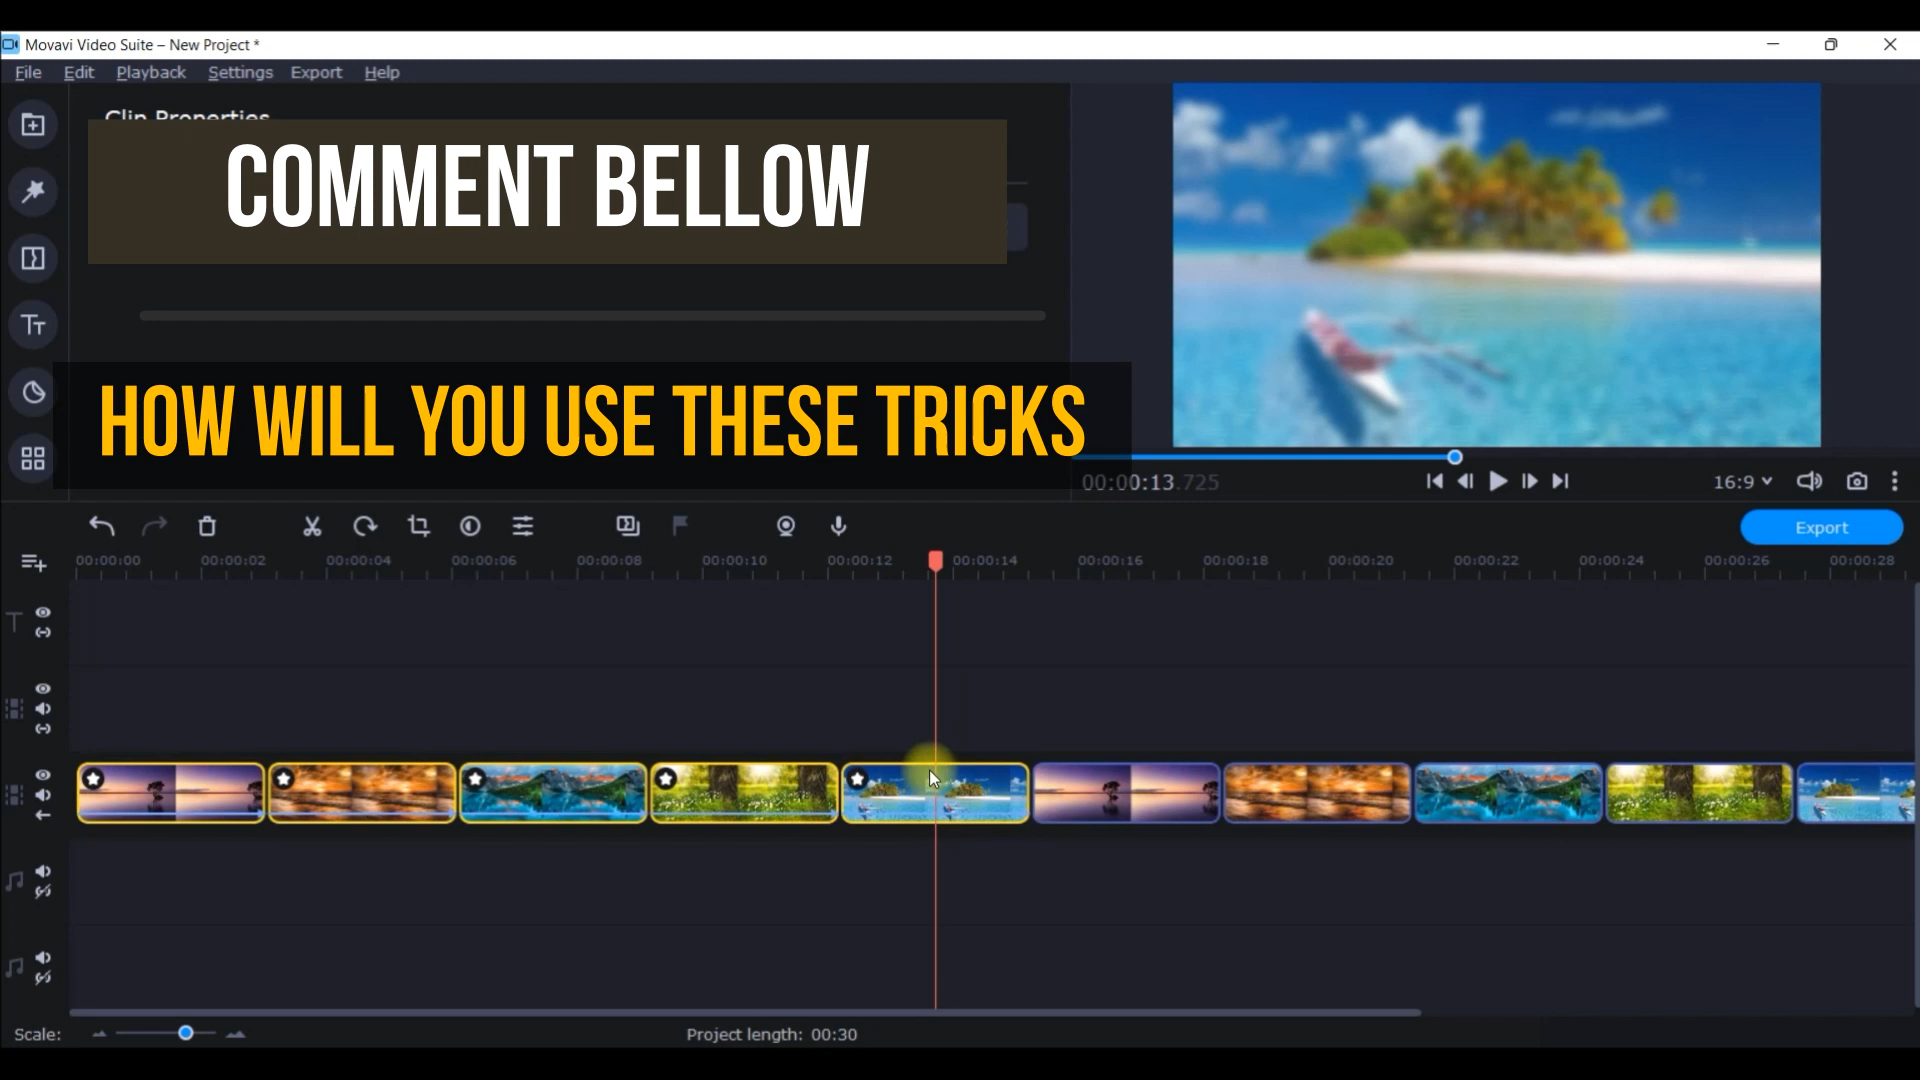 Movavi Video Suite – New Project *
File Edit Playback Settings Export Help
Clip Properties
COMMENT BELLOW
HOW WILL YOU USE THESE TRICKS
00:00:13.725
16:9
Export
00:00:00 00:00:02 00:00:04 00:00:06 00:00:08 00:00:10 00:00:12 00:00:14 00:00:16 00:00:18 00:00:20 00:00:22 00:00:24 00:00:26 00:00:28
Scale:
Project length: 00:30